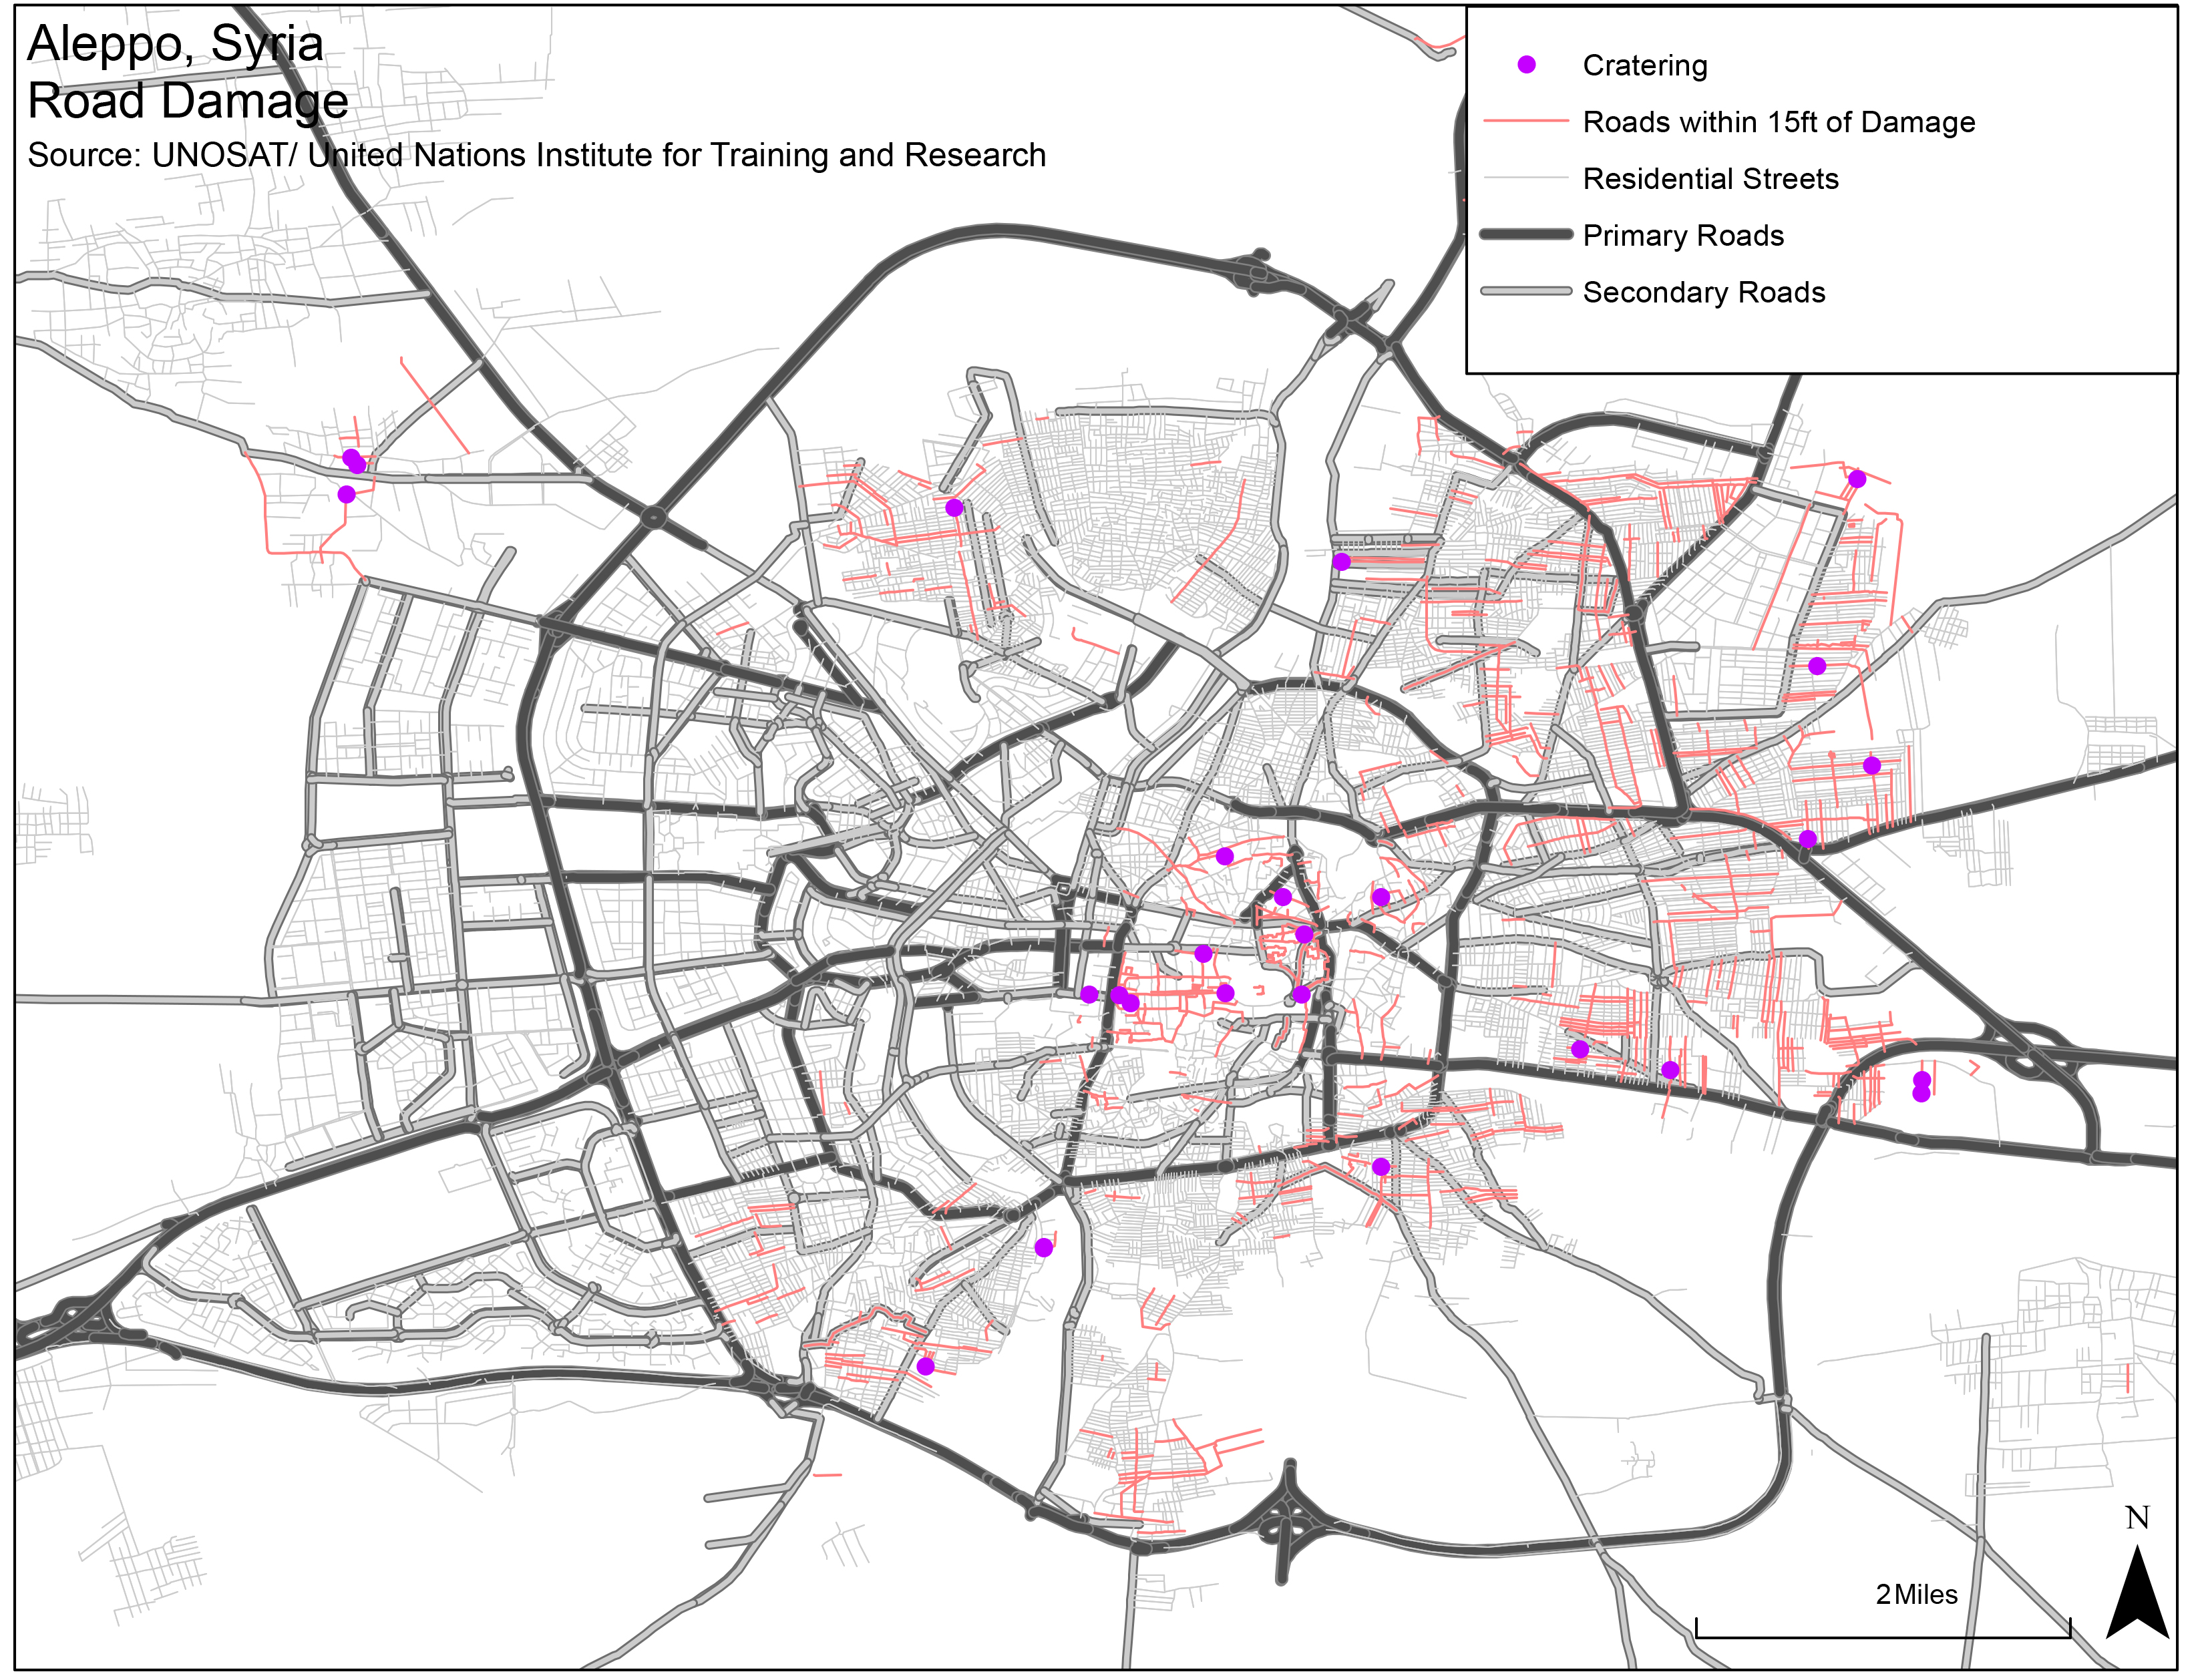 Aleppo, Syria
Road Damage
Source: UNOSAT/ United Nations Institute for Training and Research
Cratering
Roads within 15ft of Damage
Residential Streets
Primary Roads
Secondary Roads
N
2 Miles